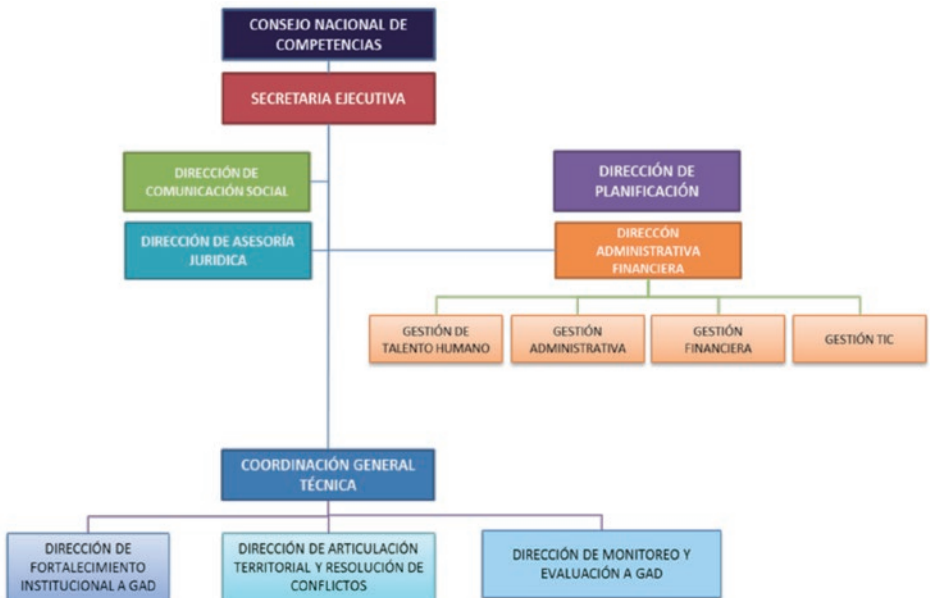 CONSEJO NACIONAL DE
COMPETENCIAS
SECRETARIA EJECUTIVA
DIRECCIÓN DE
COMUNICACIÓN SOCIAL
DIRECCIÓN DE
PLANIFICACIÓN
DIRECCIÓN DE ASESORÍA
JURIDICA
DIRECCÓN
ADMINISTRATIVA
FINANCIERA
GESTIÓN DE
TALENTO HUMANO
GESTIÓN
ADMINISTRATIVA
GESTIÓN
FINANCIERA
GESTIÓN TIC
COORDINACIÓN GENERAL
TÉCNICA
DIRECCIÓN DE
FORTALECIMIENTO
INSTITUCIONAL A GAD
DIRECCIÓN DE ARTICULACIÓN
TERRITORIAL Y RESOLUCIÓN DE
CONFLICTOS
DIRECCIÓN DE MONITOREO Y
EVALUACIÓN A GAD